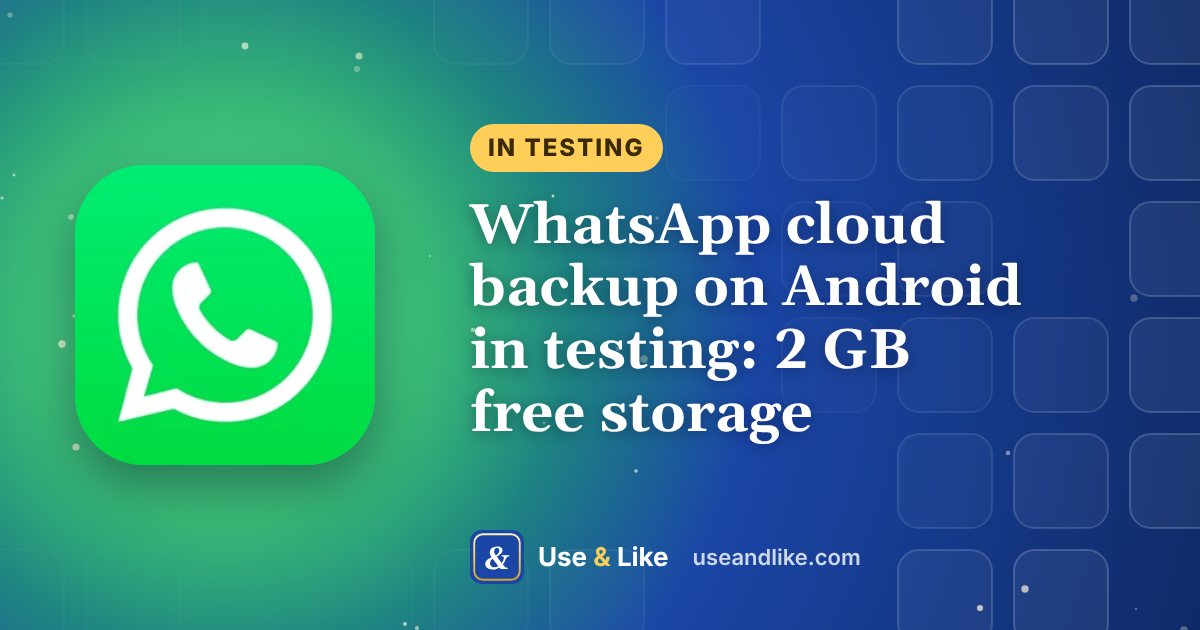 IN TESTING
WhatsApp cloud
backup on Android
in testing: 2 GB
free storage
& Use & Like useandlike.com